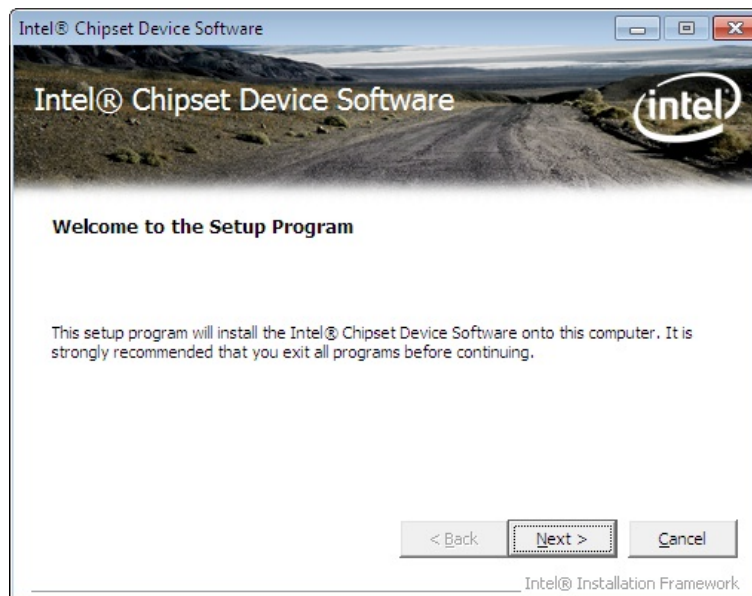 Intel® Chipset Device Software
Intel® Chipset Device Software
intel
Welcome to the Setup Program
This setup program will install the Intel® Chipset Device Software onto this computer. It is
strongly recommended that you exit all programs before continuing.
< Back
Next >
Cancel
Intel® Installation Framework